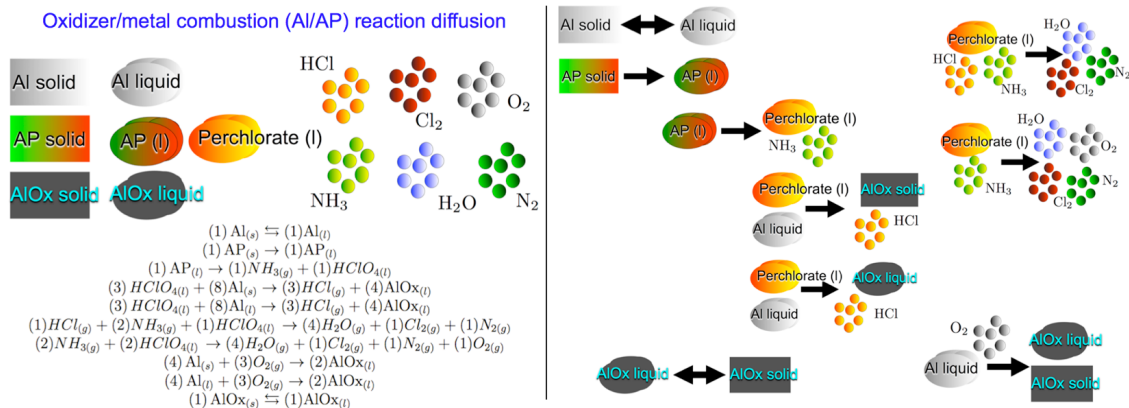 Oxidizer/metal combustion (Al/AP) reaction diffusion
Al solid
Al liquid
AP solid
AP (l)
Perchlorate (l)
AlOx solid
AlOx liquid
HCl
Cl₂
O₂
NH₃
H₂O
N₂
(1) Al₍ₛ₎ ⇆ (1)Al₍ₗ₎
(1) AP₍ₛ₎ → (1)AP₍ₗ₎
(1) AP₍ₗ₎ → (1)NH₃₍g₎ + (1)HClO₄₍ₗ₎
(3) HClO₄₍ₗ₎ + (8)Al₍ₛ₎ → (3)HCl₍g₎ + (4)AlOx₍ₗ₎
(3) HClO₄₍ₗ₎ + (8)Al₍ₗ₎ → (3)HCl₍g₎ + (4)AlOx₍ₗ₎
(1)HCl₍g₎ + (2)NH₃₍g₎ + (1)HClO₄₍ₗ₎ → (4)H₂O₍g₎ + (1)Cl₂₍g₎ + (1)N₂₍g₎
(2)NH₃₍g₎ + (2)HClO₄₍ₗ₎ → (4)H₂O₍g₎ + (1)Cl₂₍g₎ + (1)N₂₍g₎ + (1)O₂₍g₎
(4) Al₍ₛ₎ + (3)O₂₍g₎ → (2)AlOx₍ₗ₎
(4) Al₍ₗ₎ + (3)O₂₍g₎ → (2)AlOx₍ₗ₎
(1) AlOx₍ₛ₎ ⇆ (1)AlOx₍ₗ₎
Al solid
Al liquid
AP solid
AP (l)
AP (l)
Perchlorate (l)
NH₃
Perchlorate (l)
AlOx solid
Al liquid
HCl
Perchlorate (l)
AlOx liquid
Al liquid
HCl
AlOx liquid
AlOx solid
Perchlorate (l)
HCl
NH₃
H₂O
N₂
Cl₂
Perchlorate (l)
NH₃
H₂O
O₂
N₂
Cl₂
O₂
Al liquid
AlOx liquid
AlOx solid